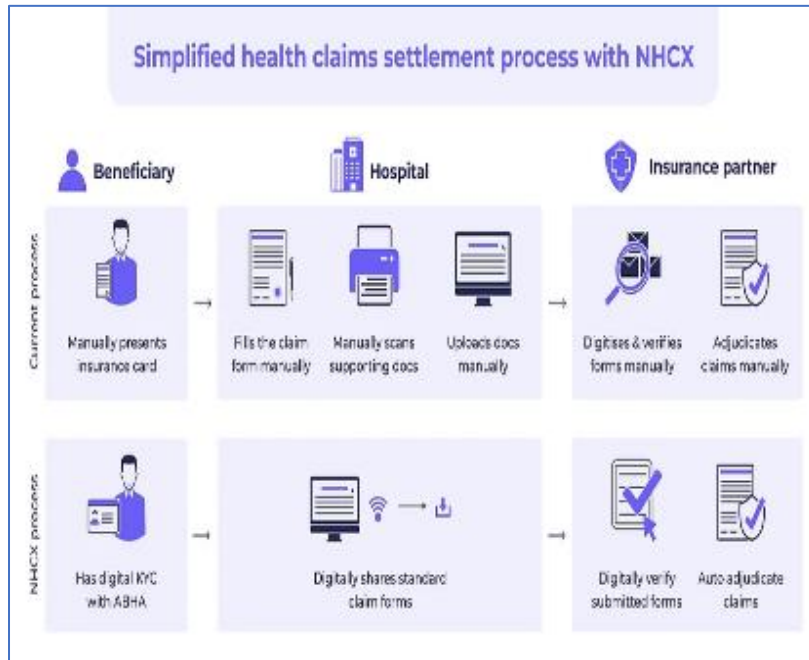 Simplified health claims settlement process with NHCX
Beneficiary
Hospital
Insurance partner
Current process
Manually presents
insurance card
Fills the claim
form manually
Manually scans
supporting docs
Uploads docs
manually
Digitises & verifies
forms manually
Adjudicates
claims manually
NHCX process
Has digital KYC
with ABHA
Digitally shares standard
claim forms
Digitally verify
submitted forms
Auto adjudicate
claims